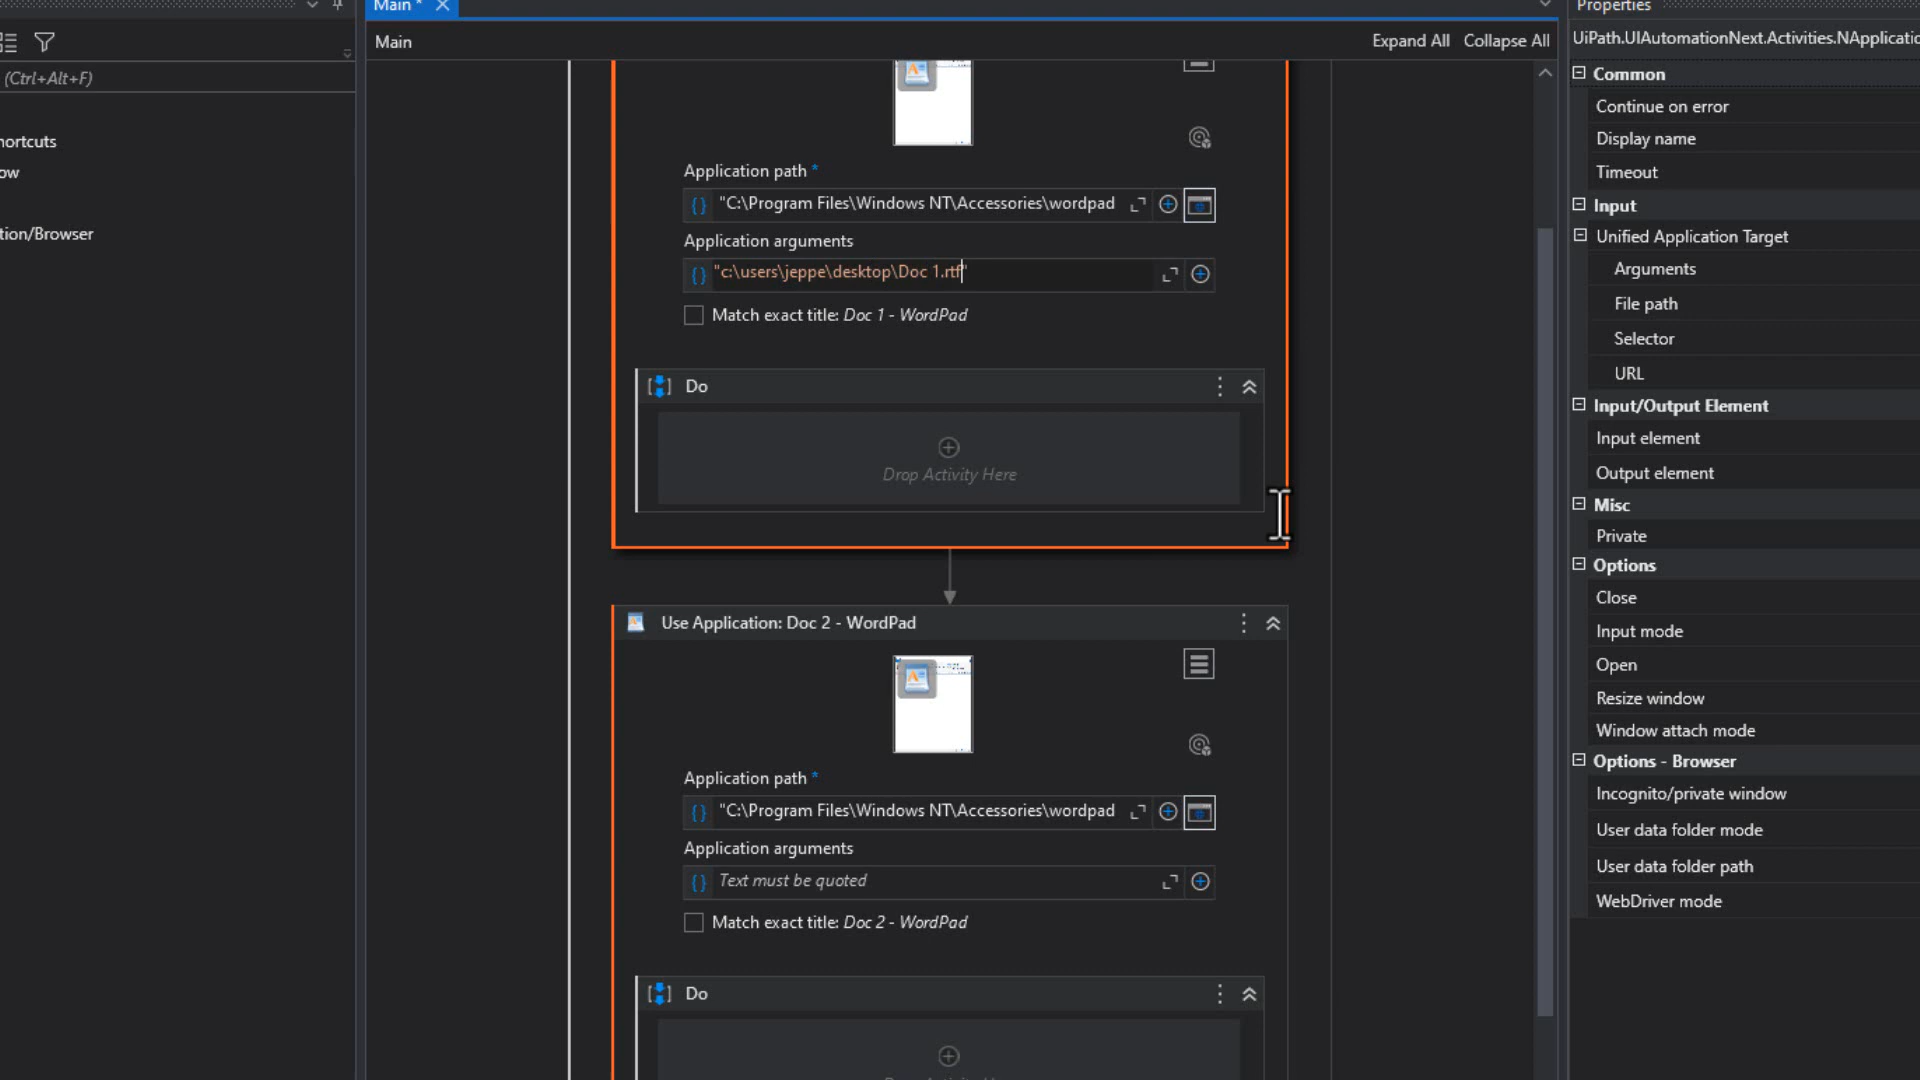 Main *
Properties
Main
Expand All
Collapse All
UiPath.UIAutomationNext.Activities.NApplicatio
(Ctrl+Alt+F)
hortcuts
ow
tion/Browser
Application path *
"C:\Program Files\Windows NT\Accessories\wordpad
Application arguments
"c:\users\jeppe\desktop\Doc 1.rtf"
Match exact title: Doc 1 - WordPad
Do
Drop Activity Here
Use Application: Doc 2 - WordPad
Application path *
"C:\Program Files\Windows NT\Accessories\wordpad
Application arguments
Text must be quoted
Match exact title: Doc 2 - WordPad
Do
Common
Continue on error
Display name
Timeout
Input
Unified Application Target
Arguments
File path
Selector
URL
Input/Output Element
Input element
Output element
Misc
Private
Options
Close
Input mode
Open
Resize window
Window attach mode
Options - Browser
Incognito/private window
User data folder mode
User data folder path
WebDriver mode